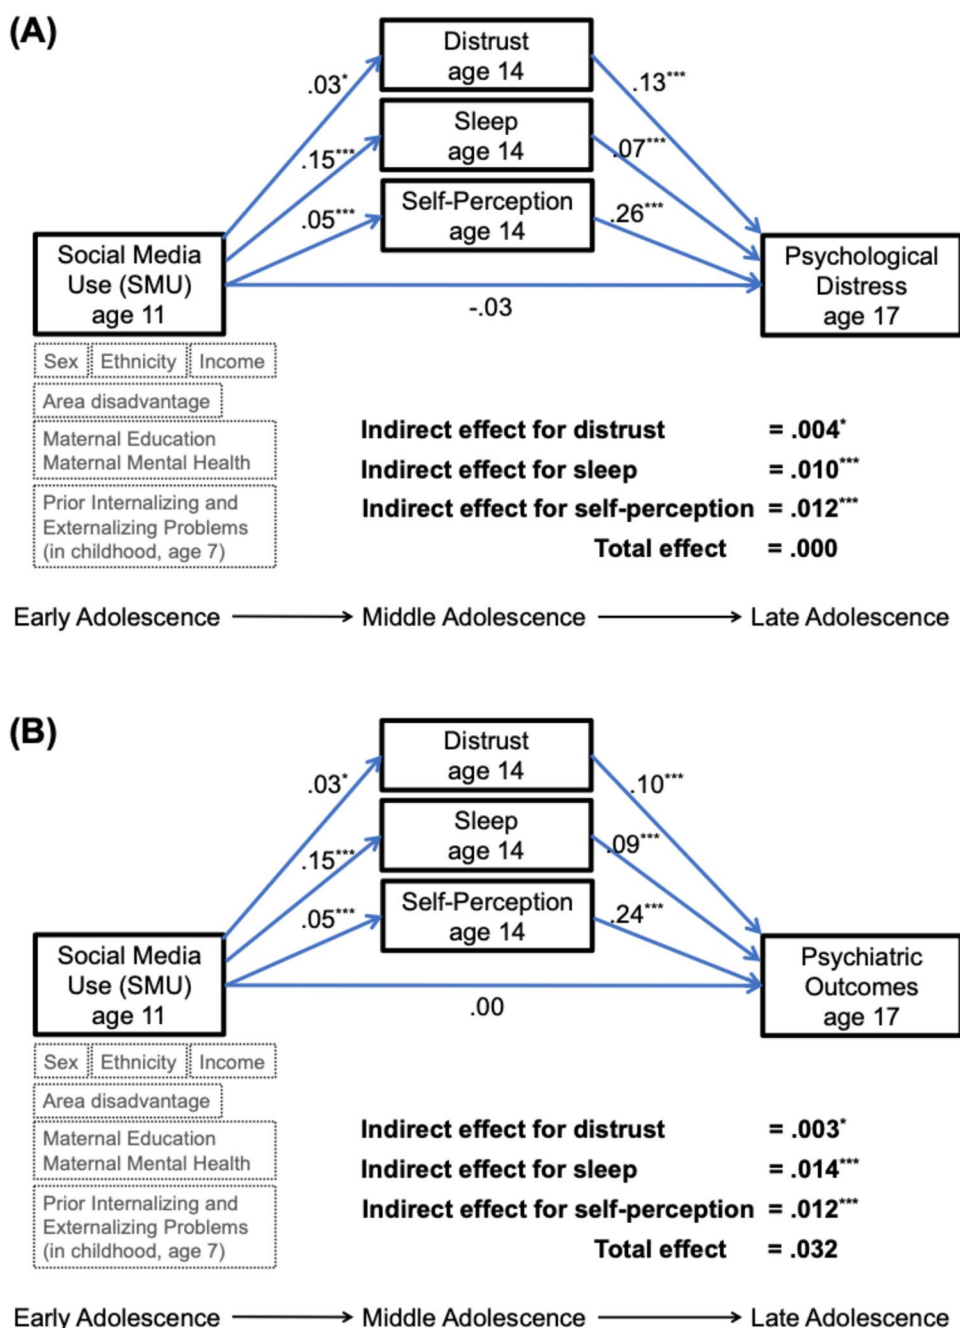 (A)
Distrust
age 14
.03*
.13***
Sleep
age 14
.15***
.07***
Self-Perception
age 14
.05***
.26***
Social Media
Use (SMU)
age 11
Psychological
Distress
age 17
-.03
Sex Ethnicity Income
Area disadvantage
Maternal Education
Maternal Mental Health
Prior Internalizing and
Externalizing Problems
(in childhood, age 7)
Indirect effect for distrust = .004*
Indirect effect for sleep = .010***
Indirect effect for self-perception = .012***
Total effect = .000
Early Adolescence Middle Adolescence Late Adolescence
(B)
Distrust
age 14
.03*
.10***
Sleep
age 14
.15***
.09***
Self-Perception
age 14
.05***
.24***
Social Media
Use (SMU)
age 11
Psychiatric
Outcomes
age 17
.00
Sex Ethnicity Income
Area disadvantage
Maternal Education
Maternal Mental Health
Prior Internalizing and
Externalizing Problems
(in childhood, age 7)
Indirect effect for distrust = .003*
Indirect effect for sleep = .014***
Indirect effect for self-perception = .012***
Total effect = .032
Early Adolescence Middle Adolescence Late Adolescence